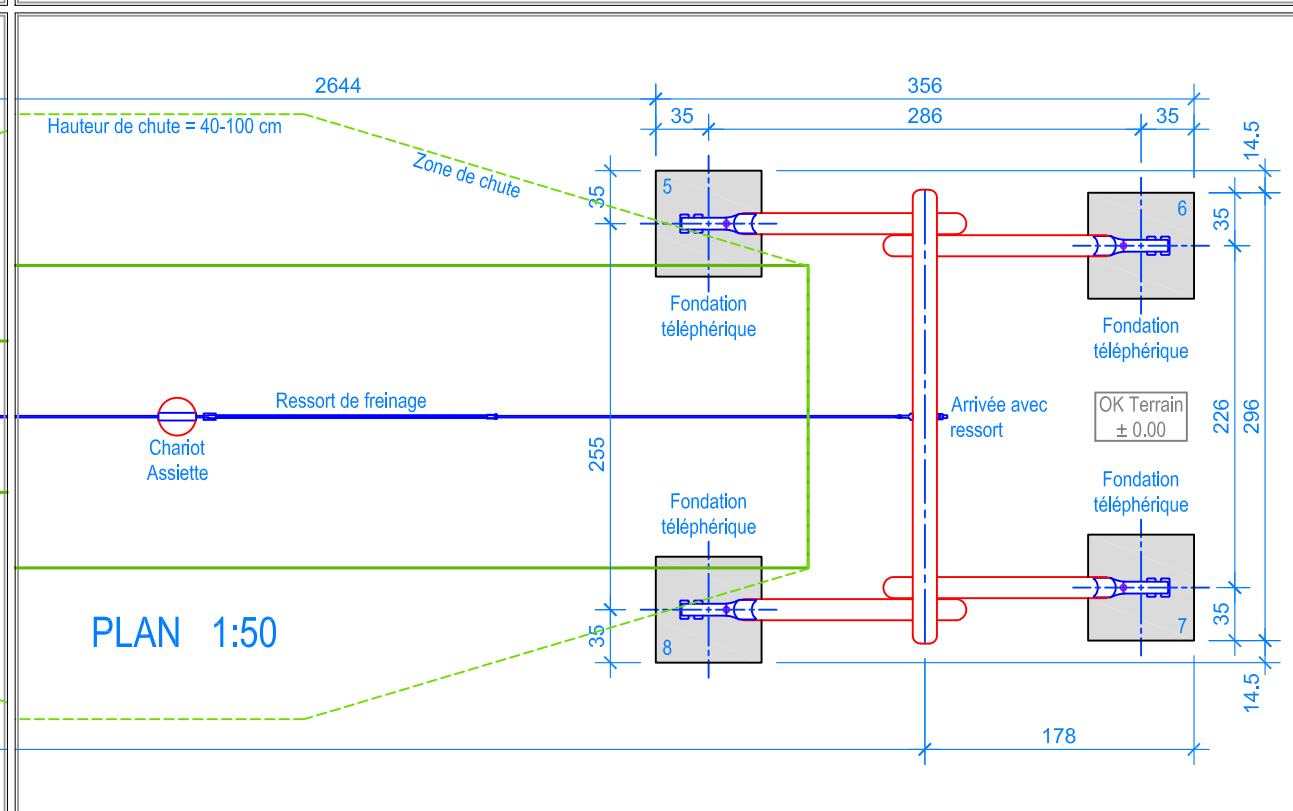 2644
356
35
286
35
14.5
Hauteur de chute = 40-100 cm
Zone de chute
35
5
6
35
Fondation
téléphérique
Fondation
téléphérique
Ressort de freinage
Arrivée avec
ressort
OK Terrain
± 0.00
226
296
Chariot
Assiette
255
Fondation
téléphérique
Fondation
téléphérique
PLAN 1:50
35
8
7
35
14.5
178